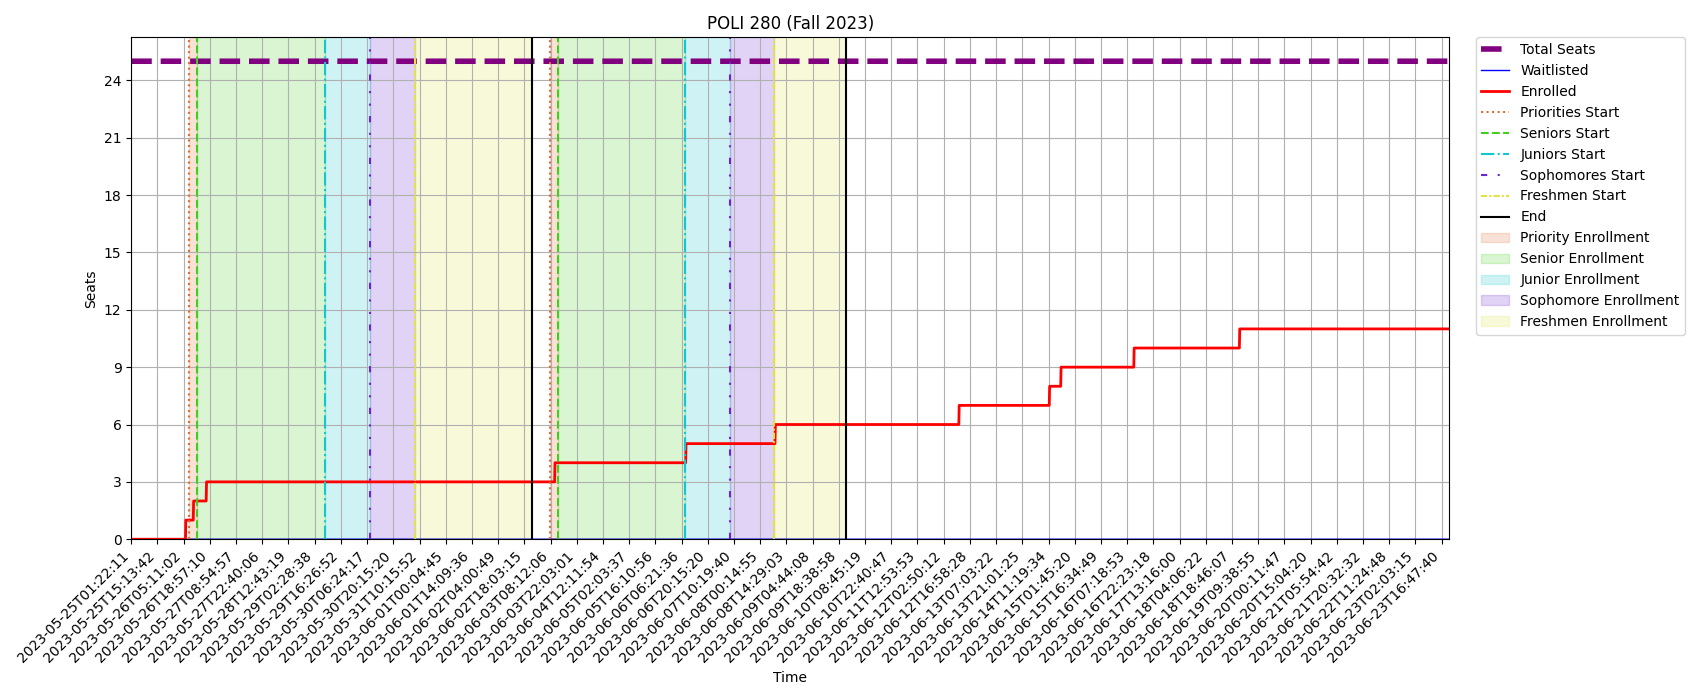 POLI 280 (Fall 2023)
Seats
24
21
18
15
12
9
6
3
0
2023-05-25T01:22:11
2023-05-25T15:13:42
2023-05-26T05:11:02
2023-05-26T18:57:10
2023-05-27T08:54:57
2023-05-27T22:40:06
2023-05-28T12:43:19
2023-05-29T02:28:38
2023-05-29T16:26:52
2023-05-30T06:24:17
2023-05-30T20:15:20
2023-05-31T10:15:52
2023-06-01T00:04:45
2023-06-01T14:09:36
2023-06-02T04:00:49
2023-06-02T18:03:15
2023-06-03T08:12:06
2023-06-03T22:03:01
2023-06-04T12:11:54
2023-06-05T02:03:37
2023-06-05T16:10:56
2023-06-06T06:21:36
2023-06-06T20:15:20
2023-06-07T10:19:40
2023-06-08T00:14:55
2023-06-08T14:29:03
2023-06-09T04:44:08
2023-06-09T18:38:58
2023-06-10T08:45:19
2023-06-10T22:40:47
2023-06-11T12:53:53
2023-06-12T02:50:12
2023-06-12T16:58:28
2023-06-13T07:03:22
2023-06-13T21:01:25
2023-06-14T11:19:34
2023-06-15T01:45:20
2023-06-15T16:34:49
2023-06-16T07:18:53
2023-06-16T22:23:18
2023-06-17T13:16:00
2023-06-18T04:06:22
2023-06-18T18:46:07
2023-06-19T09:38:55
2023-06-20T00:11:47
2023-06-20T15:04:20
2023-06-21T05:54:42
2023-06-21T20:32:32
2023-06-22T11:24:48
2023-06-23T02:03:15
2023-06-23T16:47:40
Time
Total Seats
Waitlisted
Enrolled
Priorities Start
Seniors Start
Juniors Start
Sophomores Start
Freshmen Start
End
Priority Enrollment
Senior Enrollment
Junior Enrollment
Sophomore Enrollment
Freshmen Enrollment